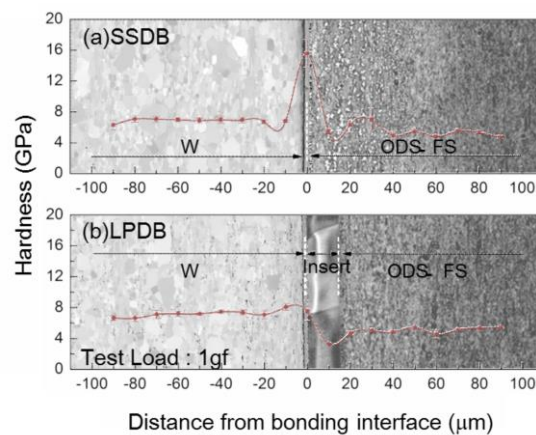 20
(a)SSDB
16
12
8
4
W
ODS- FS
0
-100 -80 -60 -40 -20 0 20 40 60 80 100
Hardness (GPa)
20
(b)LPDB
16
W
Insert
ODS- FS
12
8
4
Test Load : 1gf
0
-100 -80 -60 -40 -20 0 20 40 60 80 100
Distance from bonding interface (μm)